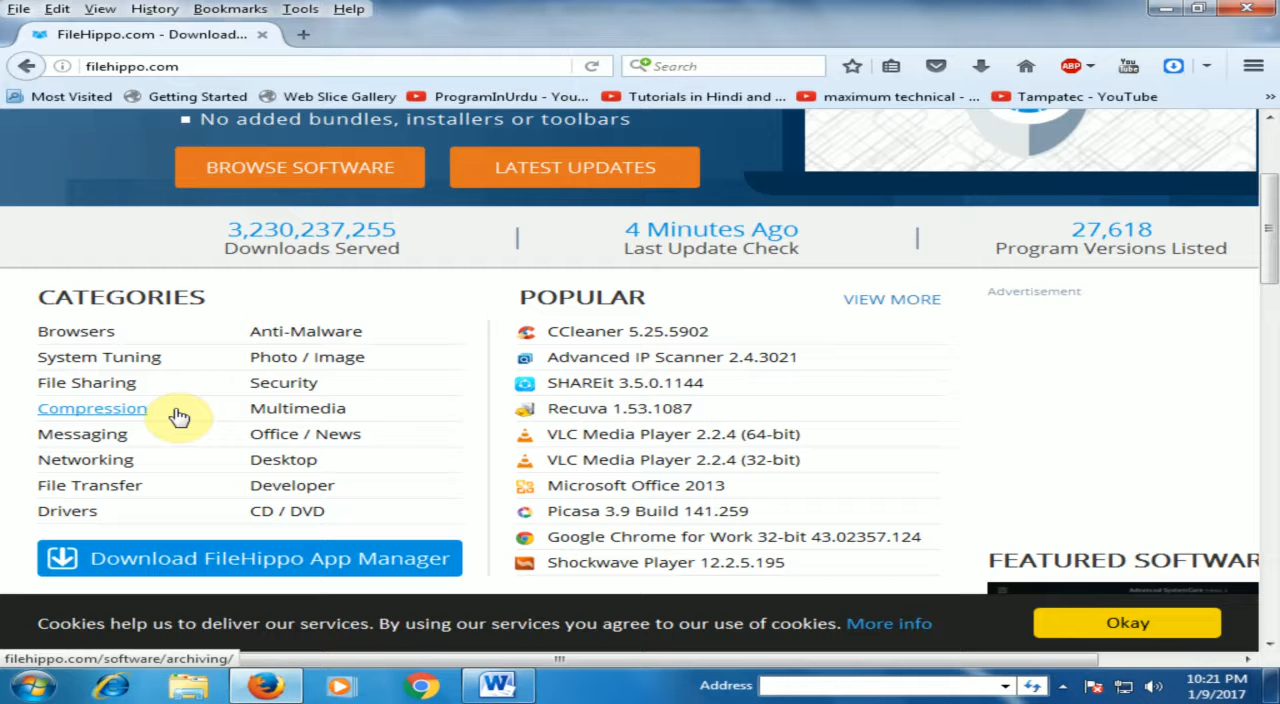 File Edit View History Bookmarks Tools Help
FileHippo.com - Download...
filehippo.com Search ABP You Tube
Most Visited Getting Started Web Slice Gallery ProgramInUrdu - You... Tutorials in Hindi and ... maximum technical - ... Tampatec - YouTube
No added bundles, installers or toolbars
BROWSE SOFTWARE LATEST UPDATES
3,230,237,255 | 4 Minutes Ago | 27,618
Downloads Served Last Update Check Program Versions Listed
CATEGORIES
Browsers Anti-Malware
System Tuning Photo / Image
File Sharing Security
Compression Multimedia
Messaging Office / News
Networking Desktop
File Transfer Developer
Drivers CD / DVD
Download FileHippo App Manager
POPULAR VIEW MORE
CCleaner 5.25.5902
Advanced IP Scanner 2.4.3021
SHAREit 3.5.0.1144
Recuva 1.53.1087
VLC Media Player 2.2.4 (64-bit)
VLC Media Player 2.2.4 (32-bit)
Microsoft Office 2013
Picasa 3.9 Build 141.259
Google Chrome for Work 32-bit 43.02357.124
Shockwave Player 12.2.5.195
Advertisement
FEATURED SOFTWAR
Advanced SystemCare
Cookies help us to deliver our services. By using our services you agree to our use of cookies. More info Okay
filehippo.com/software/archiving/
Address
10:21 PM
1/9/2017